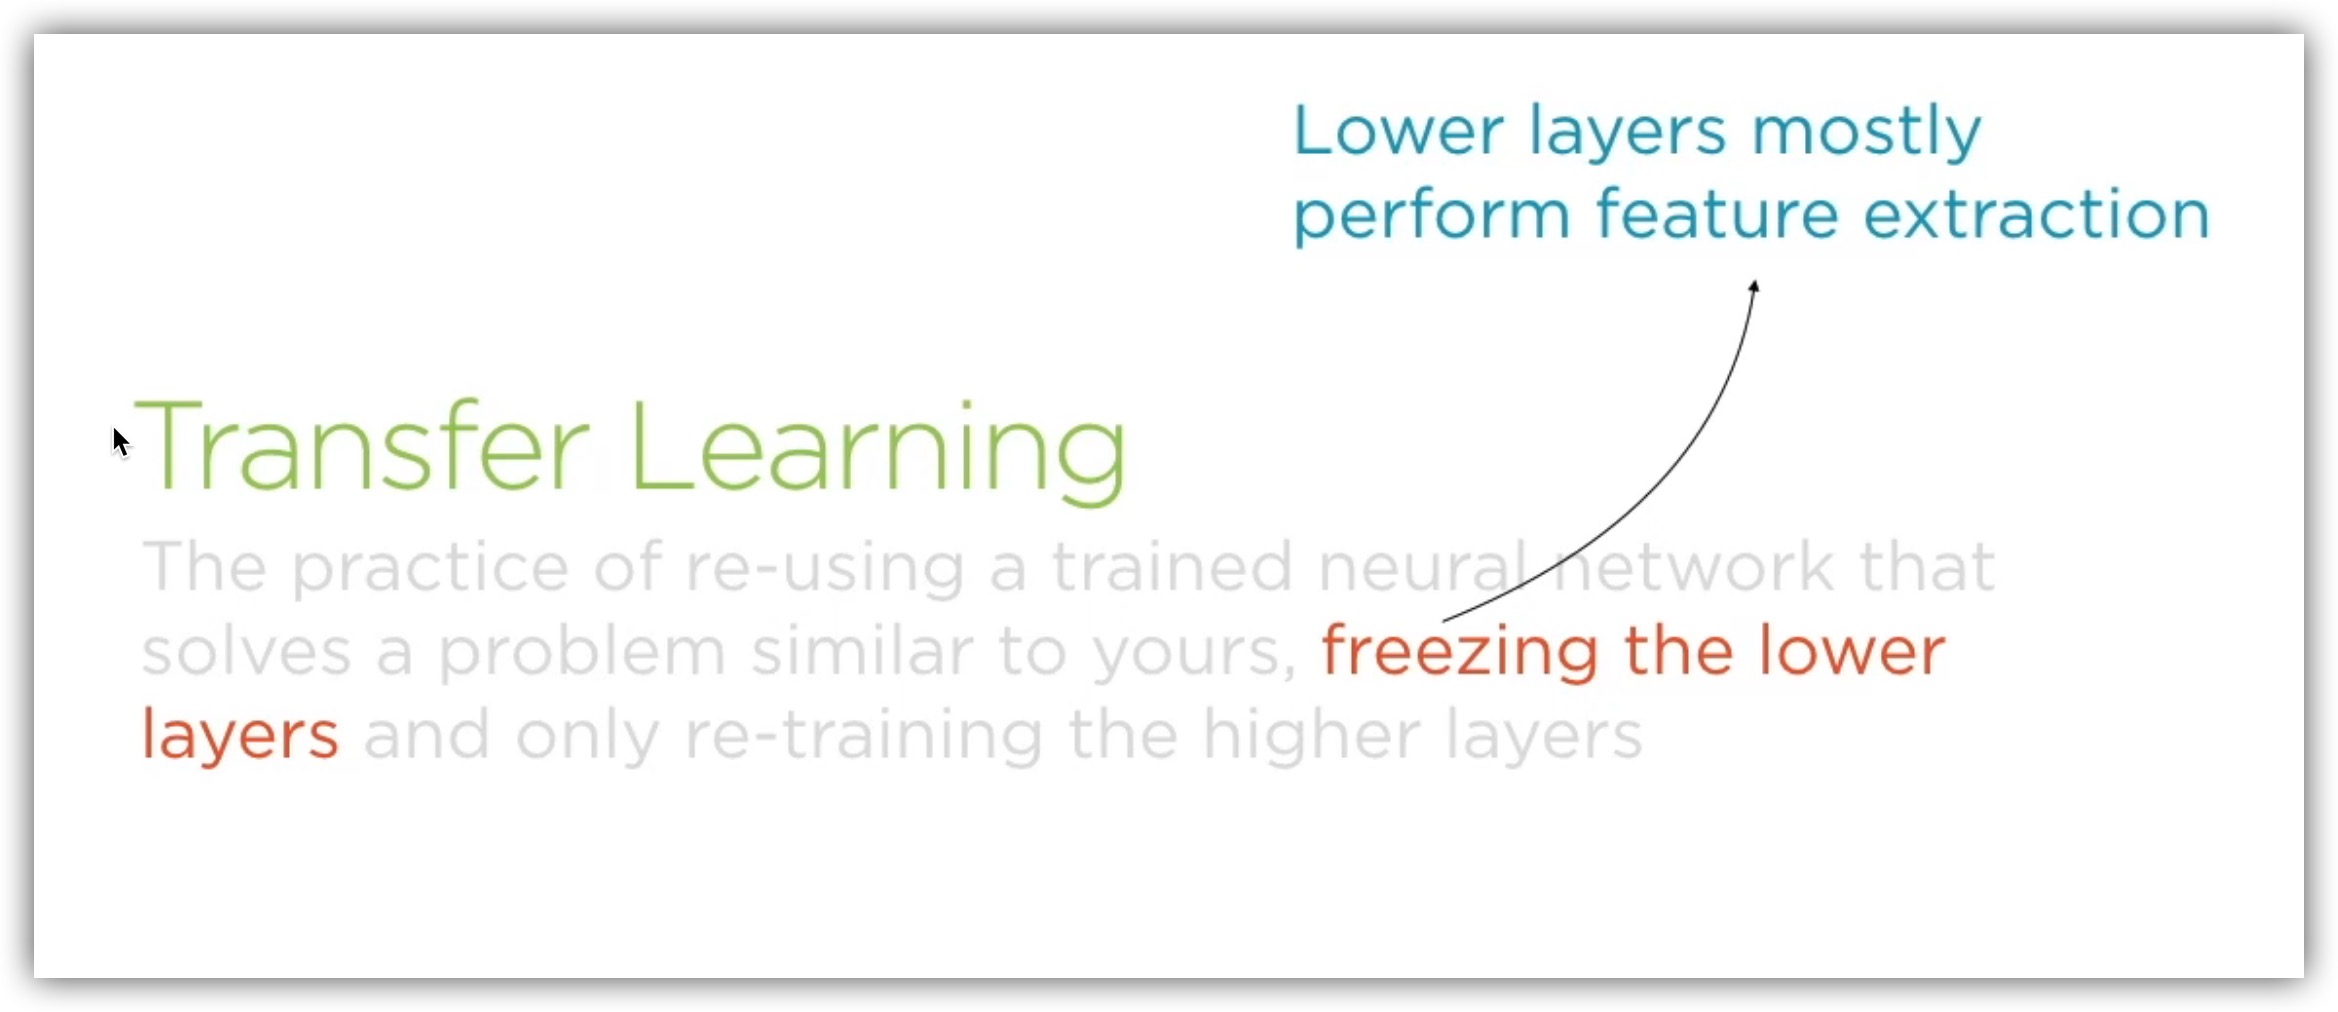 Lower layers mostly
perform feature extraction
Transfer Learning
The practice of re-using a trained neural network that
solves a problem similar to yours, freezing the lower
layers and only re-training the higher layers